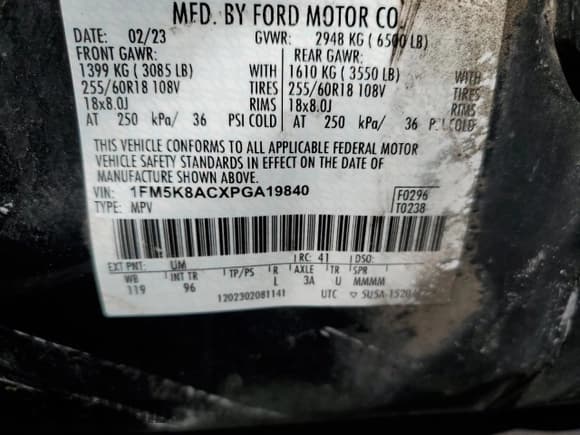 MFD. BY FORD MOTOR CO.
DATE: 02/23 GVWR: 2948 KG ( 6500 LB)
FRONT GAWR: REAR GAWR:
1399 KG ( 3085 LB) WITH 1610 KG ( 3550 LB) WITH
255/60R18 108V TIRES 255/60R18 108V TIRES
18x8.0J RIMS 18x8.0J RIMS
AT 250 kPa/ 36 PSI COLD AT 250 kPa/ 36 PSI COLD
THIS VEHICLE CONFORMS TO ALL APPLICABLE FEDERAL MOTOR
VEHICLE SAFETY STANDARDS IN EFFECT ON THE DATE OF
MANUFACTURE SHOWN ABOVE.
VIN: 1FM5K8ACXPGA19840 F0296
TYPE: MPV T0238
EXT PNT: UM RC: 41 DSO:
WB INT TR TP/PS R AXLE TR SPR
119 96 L 3A U MMMM
1202302081141 UTC